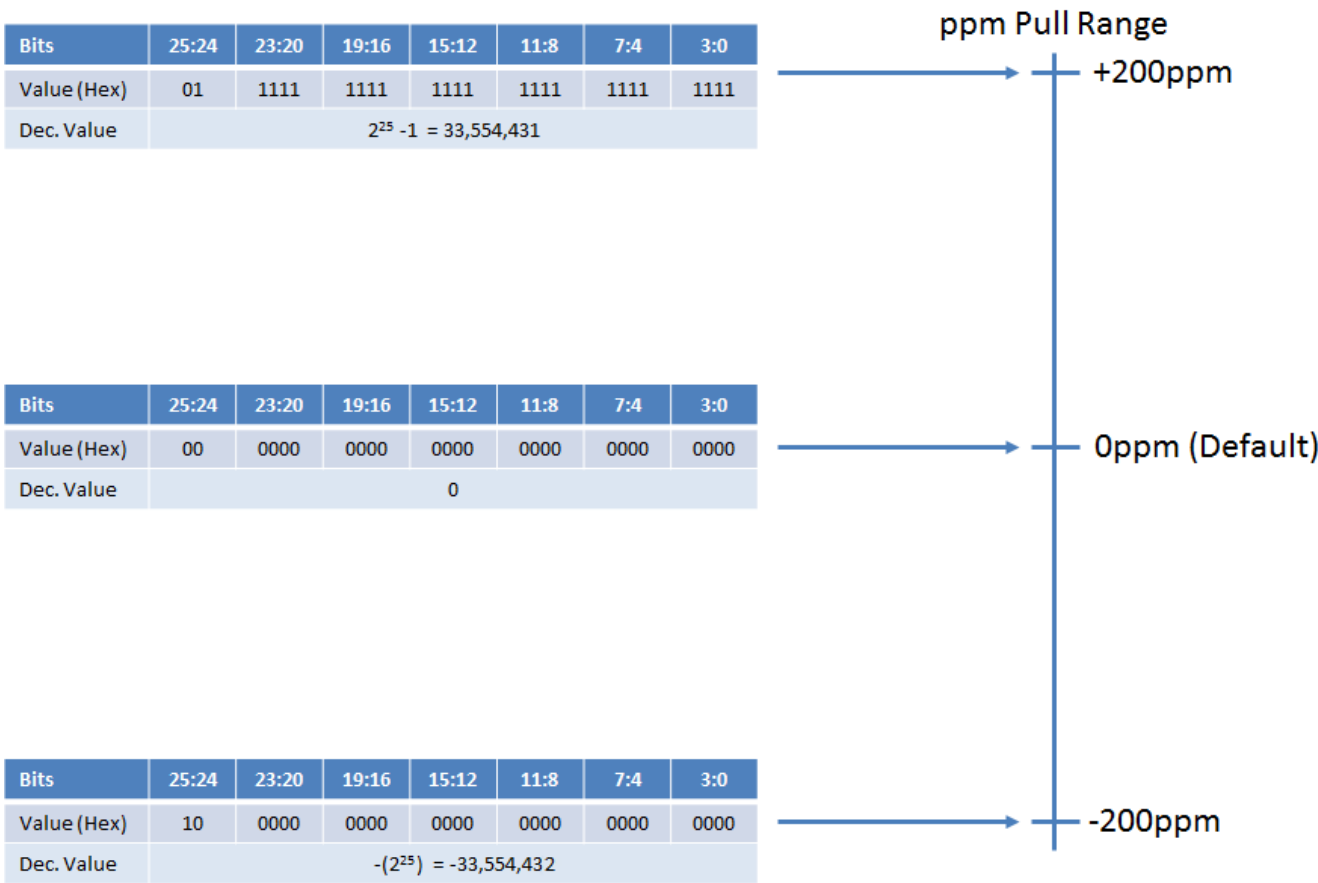 ppm Pull Range
Bits 25:24 23:20 19:16 15:12 11:8 7:4 3:0
+200ppm
Value (Hex) 01 1111 1111 1111 1111 1111 1111
Dec. Value 2²⁵ -1 = 33,554,431
Bits 25:24 23:20 19:16 15:12 11:8 7:4 3:0
Value (Hex) 00 0000 0000 0000 0000 0000 0000
0ppm (Default)
Dec. Value 0
Bits 25:24 23:20 19:16 15:12 11:8 7:4 3:0
Value (Hex) 10 0000 0000 0000 0000 0000 0000
-200ppm
Dec. Value -(2²⁵) = -33,554,432